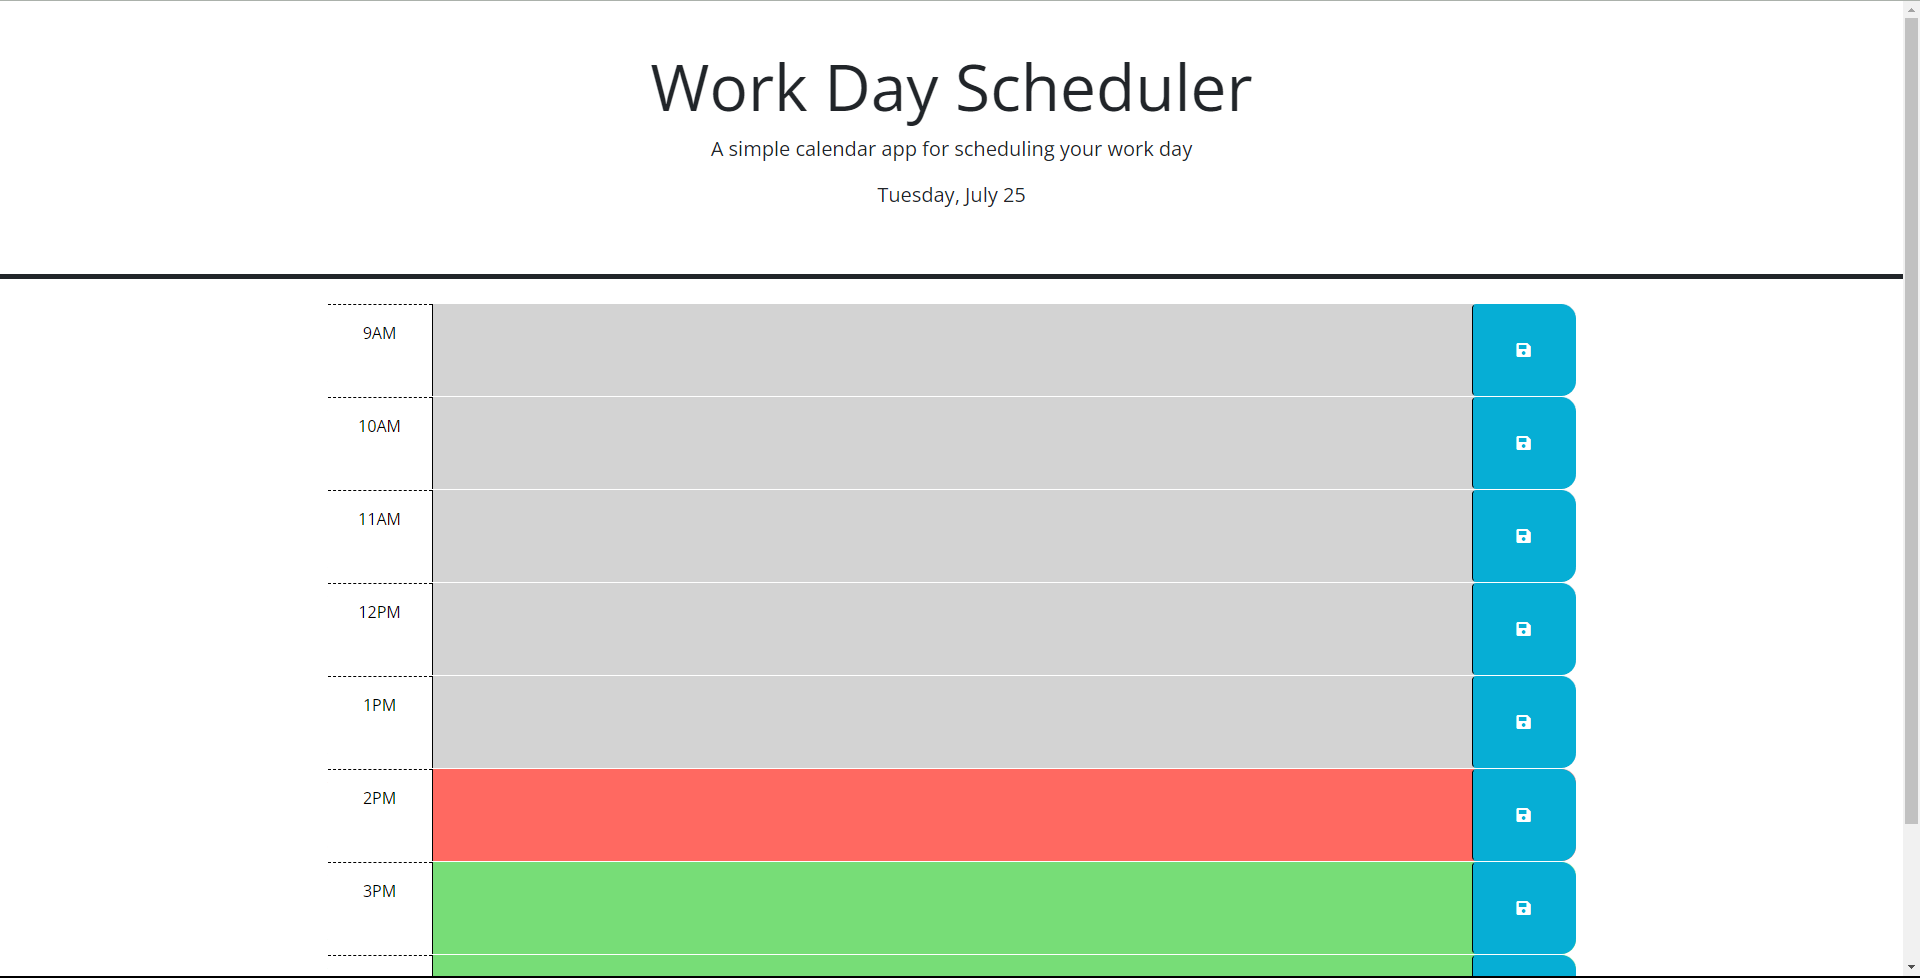 Work Day Scheduler
A simple calendar app for scheduling your work day
Tuesday, July 25
9AM
10AM
11AM
12PM
1PM
2PM
3PM